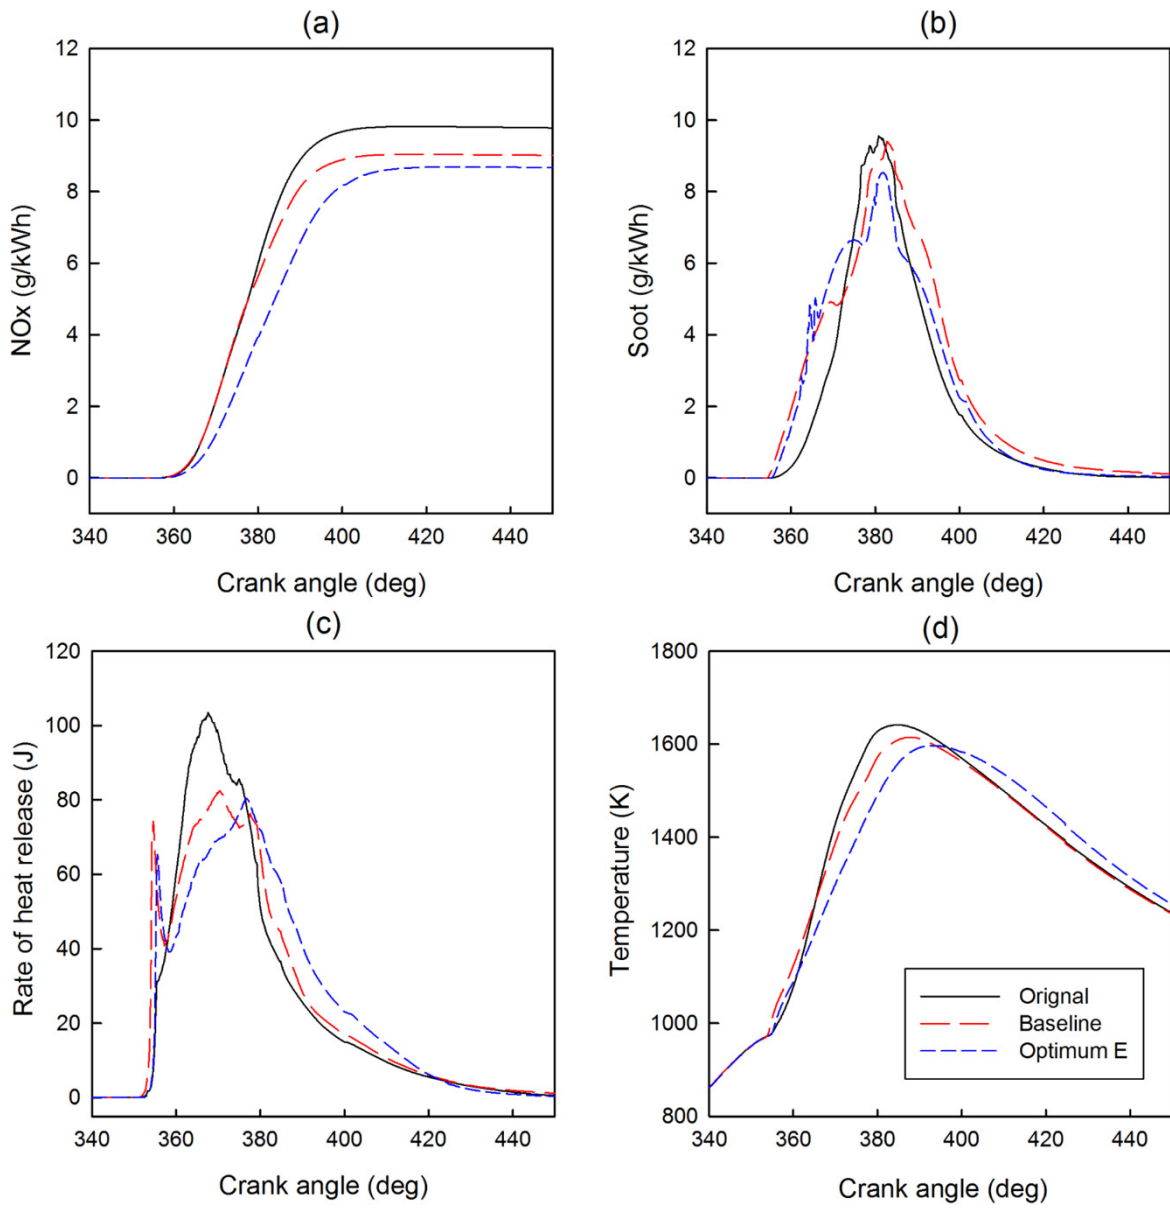 (a)
12
10
8
6
4
2
0
NOx (g/kWh)
340 360 380 400 420 440
Crank angle (deg)
(b)
12
10
8
6
4
2
0
Soot (g/kWh)
340 360 380 400 420 440
Crank angle (deg)
(c)
120
100
80
60
40
20
0
Rate of heat release (J)
340 360 380 400 420 440
Crank angle (deg)
(d)
1800
1600
1400
1200
1000
800
Temperature (K)
Orignal
Baseline
Optimum E
340 360 380 400 420 440
Crank angle (deg)